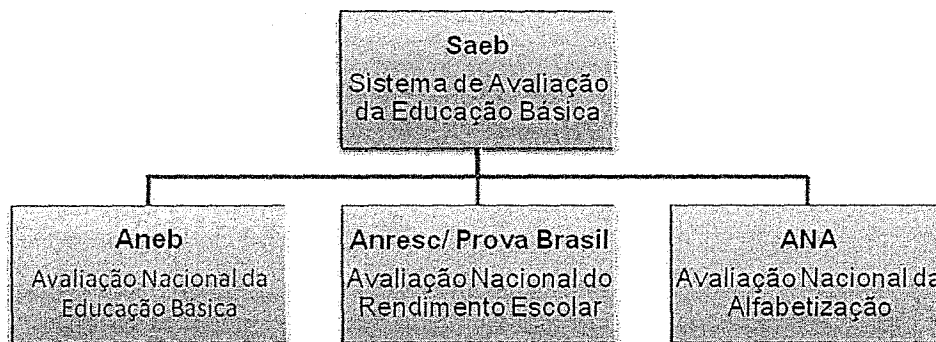 Saeb
Sistema de Avaliação
da Educação Básica
Aneb
Avaliação Nacional da
Educação Básica
Anresc/ Prova Brasil
Avaliação Nacional do
Rendimento Escolar
ANA
Avaliação Nacional da
Alfabetização